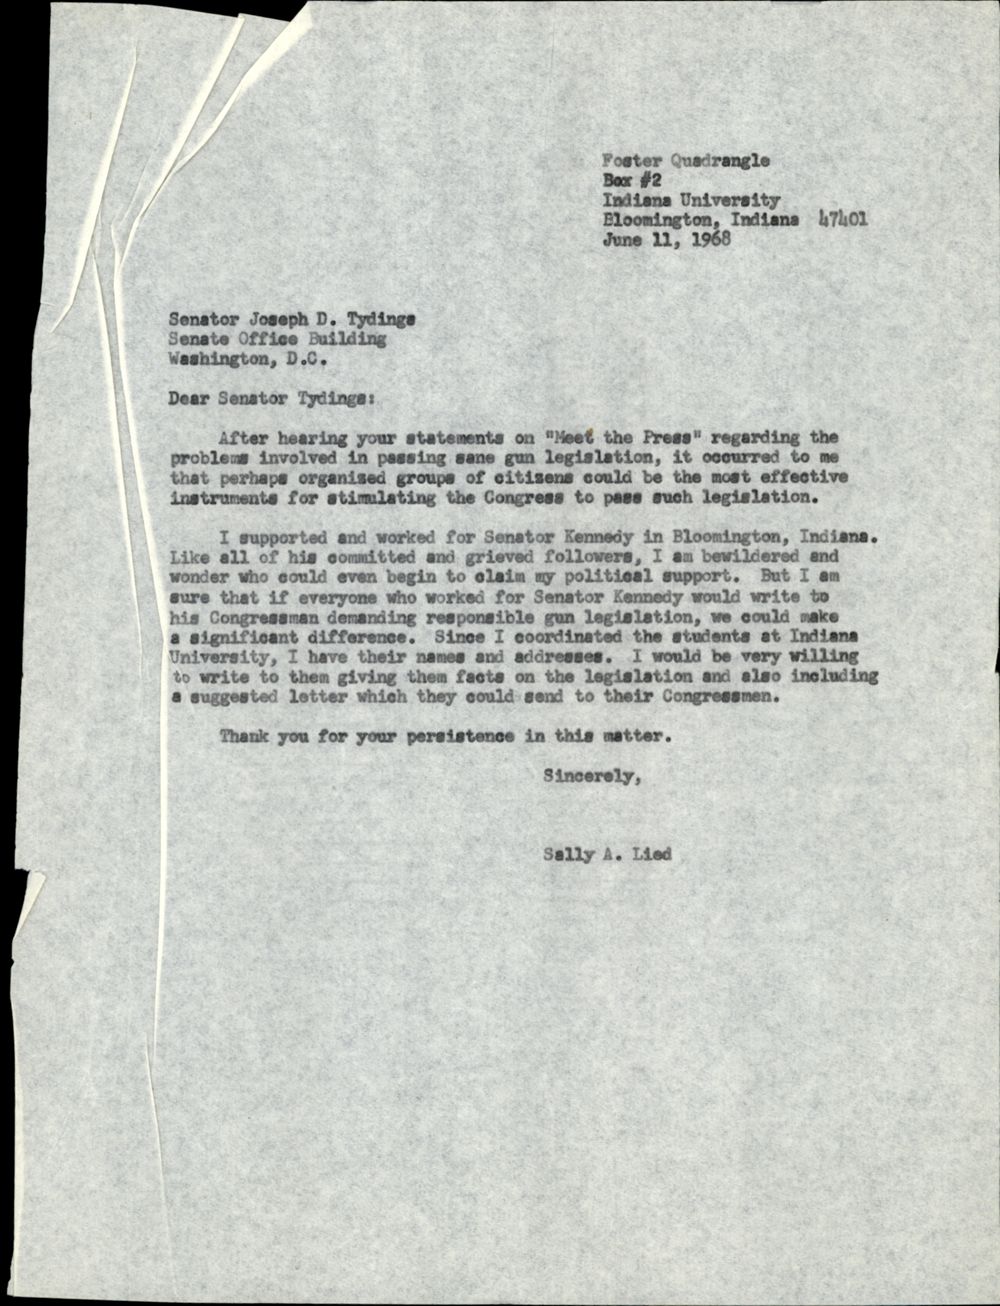 Foster Quadrangle
Box #2
Indiana University
Bloomington, Indiana 47401
June 11, 1968
Senator Joseph D. Tydings
Senate Office Building
Washington, D.C.
Dear Senator Tydings:
After hearing your statements on "Meet the Press" regarding the
problems involved in passing sane gun legislation, it occurred to me
that perhaps organized groups of citizens could be the most effective
instruments for stimulating the Congress to pass such legislation.
I supported and worked for Senator Kennedy in Bloomington, Indiana.
Like all of his committed and grieved followers, I am bewildered and
wonder who could even begin to claim my political support. But I am
sure that if everyone who worked for Senator Kennedy would write to
his Congressman demanding responsible gun legislation, we could make
a significant difference. Since I coordinated the students at Indiana
University, I have their names and addresses. I would be very willing
to write to them giving them facts on the legislation and also including
a suggested letter which they could send to their Congressmen.
Thank you for your persistence in this matter.
Sincerely,
Sally A. Lied